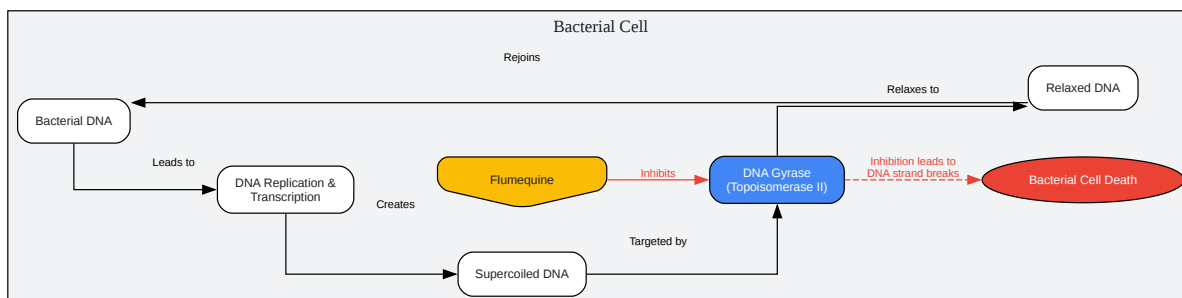 Bacterial Cell
Rejoins
Relaxes to
Relaxed DNA
Bacterial DNA
Leads to
DNA Replication &
Transcription
Flumequine
Inhibits
DNA Gyrase
(Topoisomerase II)
Inhibition leads to
DNA strand breaks
Bacterial Cell Death
Creates
Targeted by
Supercoiled DNA